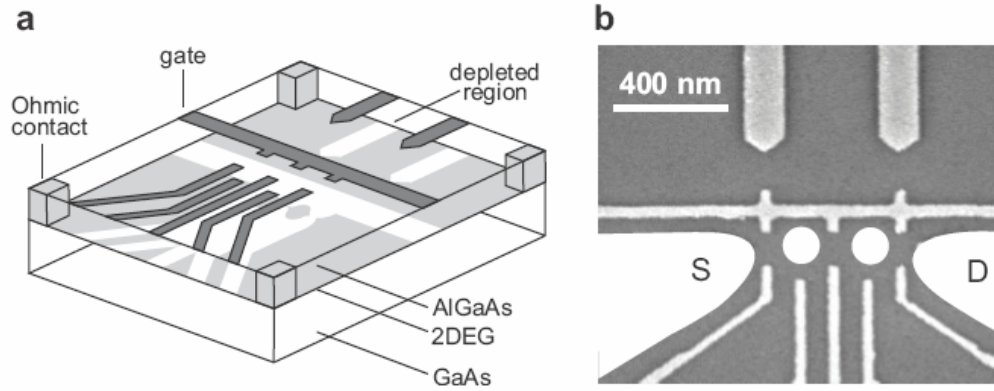 a
gate
Ohmic
contact
depleted
region
AlGaAs
2DEG
GaAs
b
400 nm
S
D